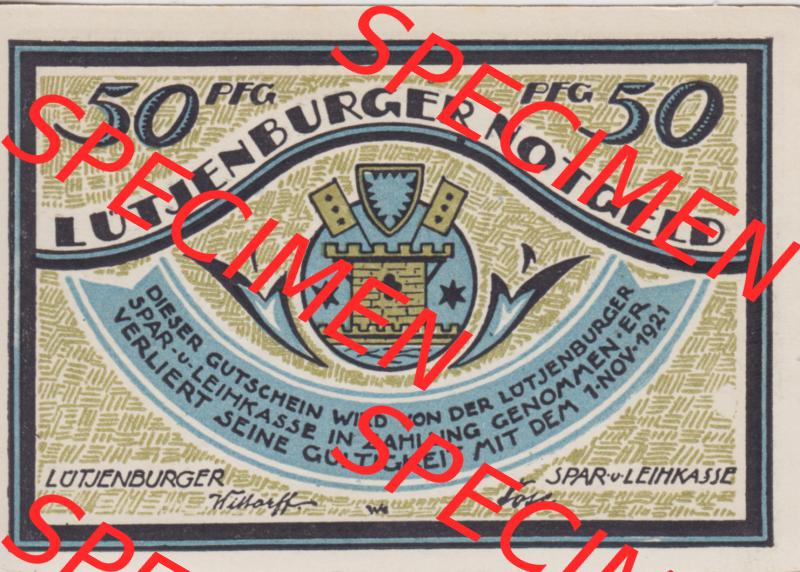 50 PFG
PFG 50
LÜTJENBURGER NOTGELD
DIESER GUTSCHEIN WIRD VON DER LÜTJENBURGER
SPAR-u-LEIHKASSE IN ZAHLUNG GENOMMEN·ER
VERLIERT SEINE GÜLTIGKEIT MIT DEM 1·NOV·1921
LÜTJENBURGER
SPAR-u-LEIHKASSE
SPECIMEN
SPECIMEN
SPECIMEN
SPECIMEN